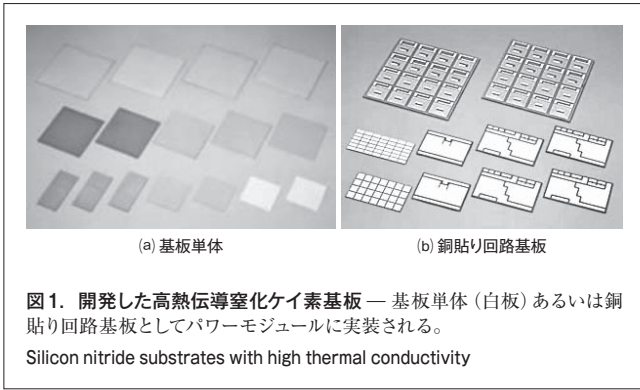 (a) 基板単体
(b) 銅貼り回路基板
図1. 開発した高熱伝導窒化ケイ素基板 — 基板単体（白板）あるいは銅
貼り回路基板としてパワーモジュールに実装される。
Silicon nitride substrates with high thermal conductivity